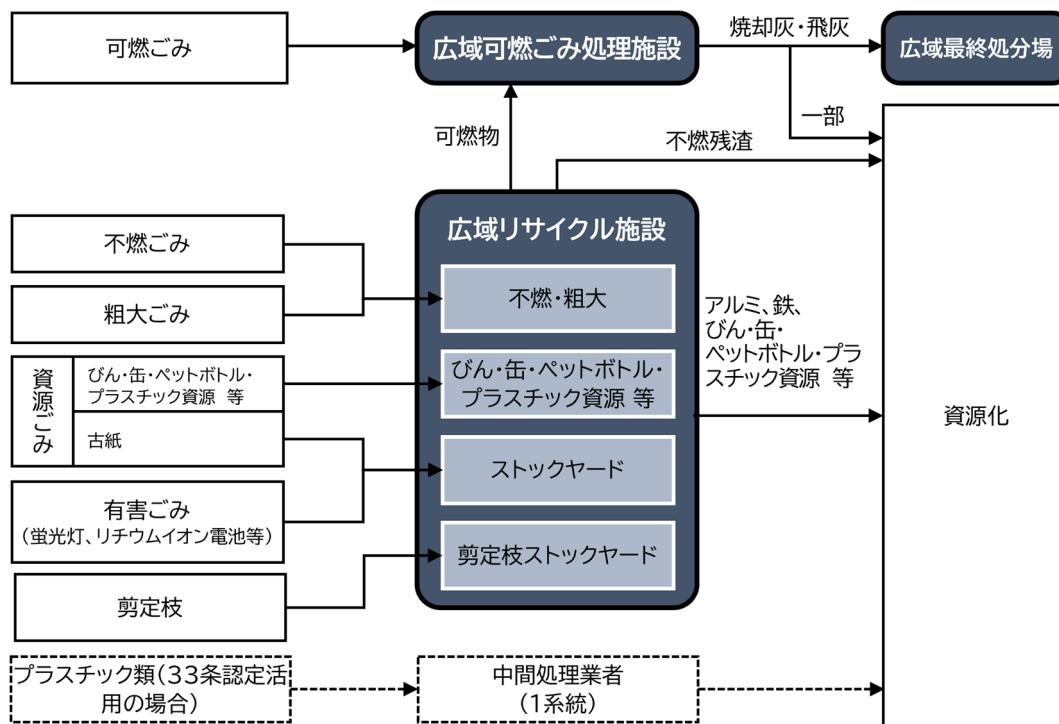 可燃ごみ
広域可燃ごみ処理施設
焼却灰・飛灰
広域最終処分場
一部
可燃物
不燃残渣
広域リサイクル施設
不燃ごみ
粗大ごみ
不燃・粗大
資源ごみ
びん・缶・ペットボトル・
プラスチック資源 等
古紙
びん・缶・ペットボトル・
プラスチック資源 等
アルミ、鉄、
びん・缶・
ペットボトル・プラ
スチック資源 等
資源化
ストックヤード
有害ごみ
（蛍光灯、リチウムイオン電池等）
剪定枝ストックヤード
剪定枝
プラスチック類（33条認定活
用の場合）
中間処理業者
（1系統）